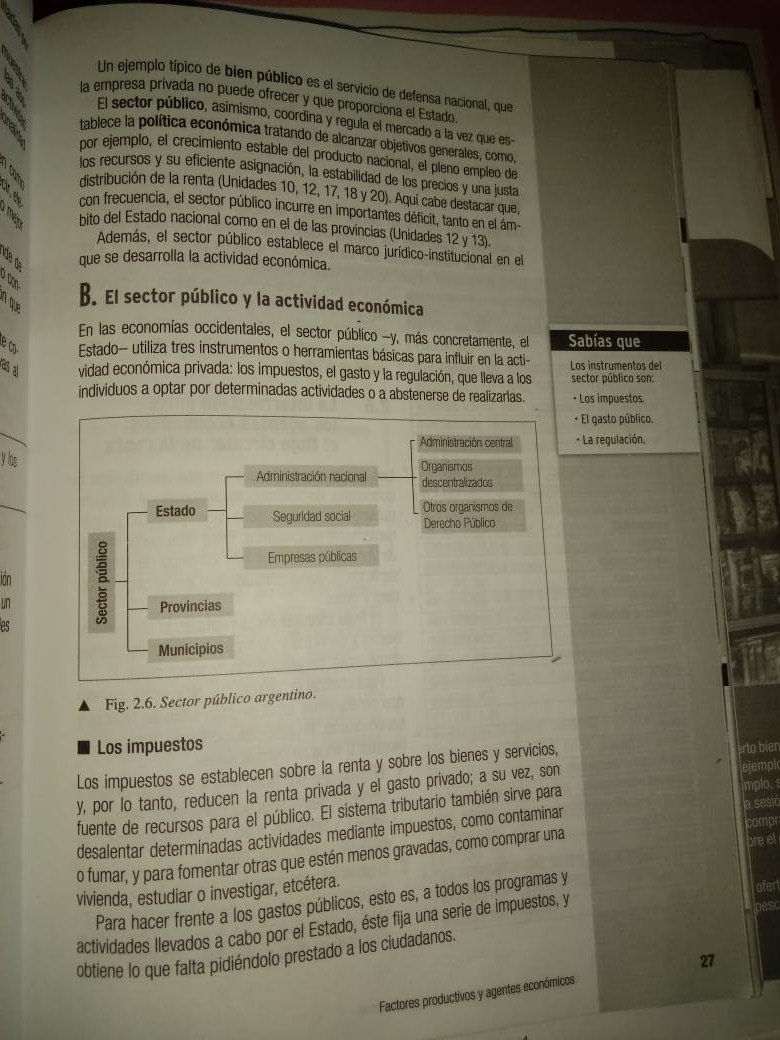 Un ejemplo típico de bien público es el servicio de defensa nacional, que
la empresa privada no puede ofrecer y que proporciona el Estado.
El sector público, asimismo, coordina y regula el mercado a la vez que es-
tablece la política económica tratando de alcanzar objetivos generales, como,
por ejemplo, el crecimiento estable del producto nacional, el pleno empleo de
los recursos y su eficiente asignación, la estabilidad de los precios y una justa
distribución de la renta (Unidades 10, 12, 17, 18 y 20). Aquí cabe destacar que,
con frecuencia, el sector público incurre en importantes déficit, tanto en el ám-
bito del Estado nacional como en el de las provincias (Unidades 12 y 13).
Además, el sector público establece el marco jurídico-institucional en el
que se desarrolla la actividad económica.
B. El sector público y la actividad económica
En las economías occidentales, el sector público –y, más concretamente, el
Estado– utiliza tres instrumentos o herramientas básicas para influir en la acti-
vidad económica privada: los impuestos, el gasto y la regulación, que lleva a los
individuos a optar por determinadas actividades o a abstenerse de realizarlas.
Sabías que
Los instrumentos del
sector público son:
· Los impuestos.
· El gasto público.
· La regulación.
Sector público
Estado
Provincias
Municipios
Administración nacional
Seguridad social
Empresas públicas
Administración central
Organismos
descentralizados
Otros organismos de
Derecho Público
▲ Fig. 2.6. Sector público argentino.
■ Los impuestos
Los impuestos se establecen sobre la renta y sobre los bienes y servicios,
y, por lo tanto, reducen la renta privada y el gasto privado; a su vez, son
fuente de recursos para el público. El sistema tributario también sirve para
desalentar determinadas actividades mediante impuestos, como contaminar
o fumar, y para fomentar otras que estén menos gravadas, como comprar una
vivienda, estudiar o investigar, etcétera.
Para hacer frente a los gastos públicos, esto es, a todos los programas y
actividades llevados a cabo por el Estado, éste fija una serie de impuestos, y
obtiene lo que falta pidiéndolo prestado a los ciudadanos.
Factores productivos y agentes económicos
27